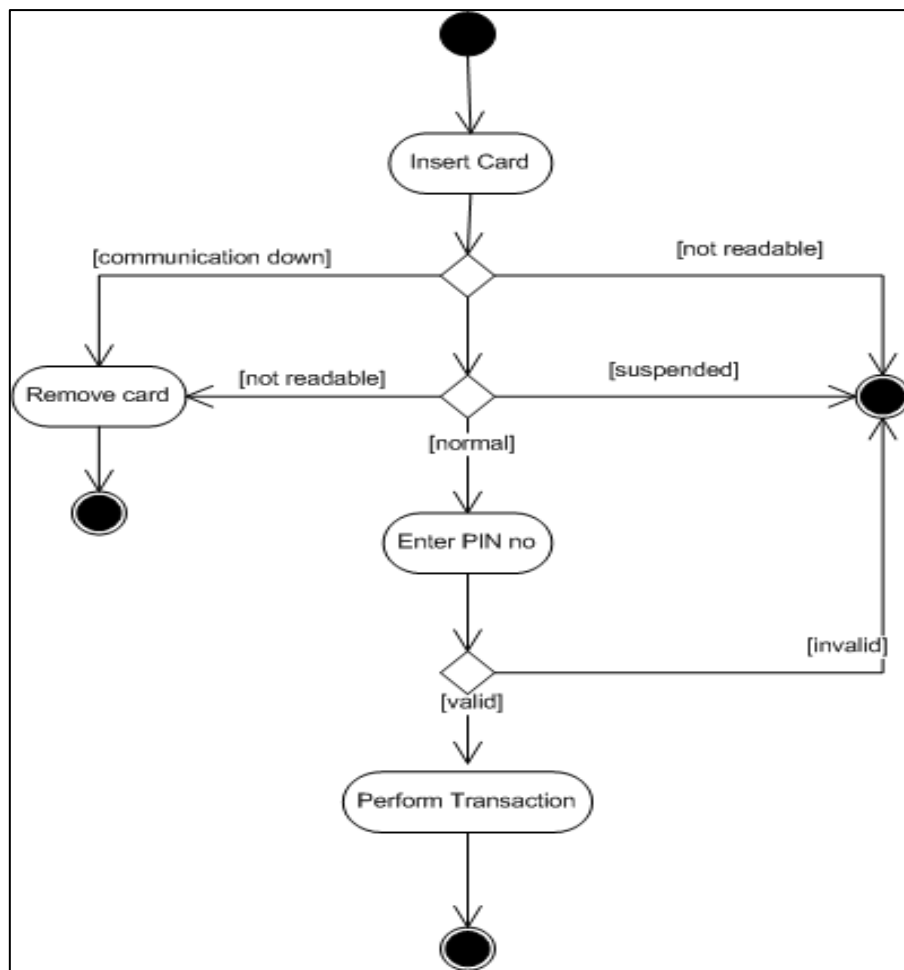 Insert Card
[communication down]
[not readable]
Remove card
[not readable]
[suspended]
[normal]
Enter PIN no
[invalid]
[valid]
Perform Transaction